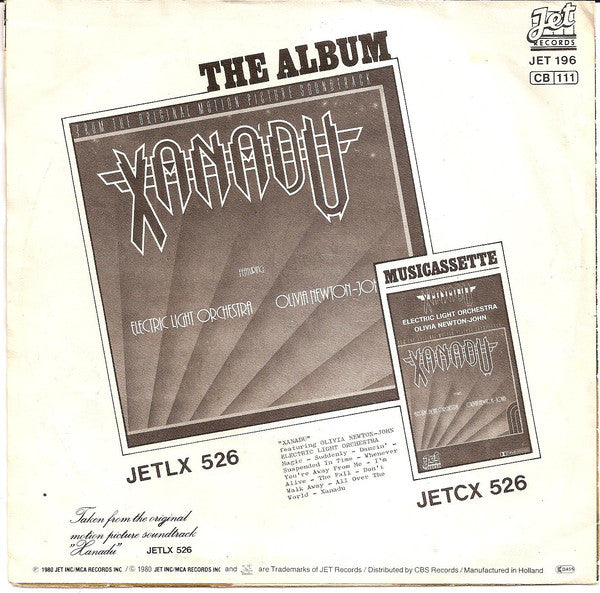 Jet
RECORDS
JET 196
CB 111
THE ALBUM
FROM THE ORIGINAL MOTION PICTURE SOUNDTRACK
XANADU
FEATURING
ELECTRIC LIGHT ORCHESTRA
OLIVIA NEWTON-JOHN
MUSICASSETTE
XANADU
ELECTRIC LIGHT ORCHESTRA
OLIVIA NEWTON-JOHN
XANADU
ELECTRIC LIGHT ORCHESTRA
Jet
JETLX 526
"XANADU"
featuring OLIVIA NEWTON-JOHN
ELECTRIC LIGHT ORCHESTRA
Magic - Suddenly - Dancin' -
Suspended In Time - Whenever
You're Away From Me - I'm
Alive - The Fall - Don't
Walk Away - All Over The
World - Xanadu
JETCX 526
Taken from the original
motion picture soundtrack
"Xanadu" JETLX 526
℗ 1980 JET INC/MCA RECORDS INC / © 1980 JET INC/MCA RECORDS INC and Jet are Trademarks of JET Records / Distributed by CBS Records / Manufactured in Holland